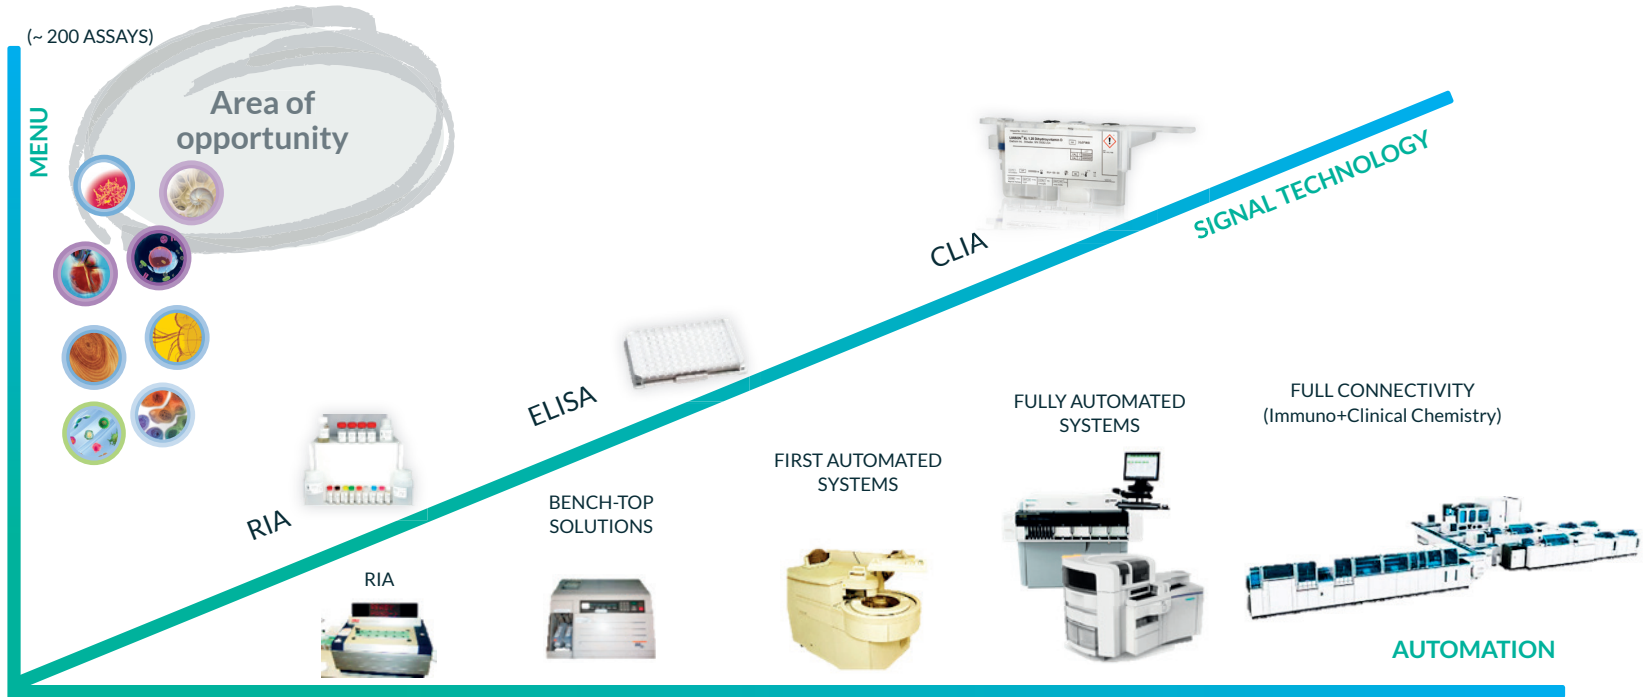 (~ 200 ASSAYS)
MENU
Area of
opportunity
SIGNAL TECHNOLOGY
CLIA
ELISA
RIA
RIA
BENCH-TOP
SOLUTIONS
FIRST AUTOMATED
SYSTEMS
FULLY AUTOMATED
SYSTEMS
FULL CONNECTIVITY
(Immuno+Clinical Chemistry)
AUTOMATION